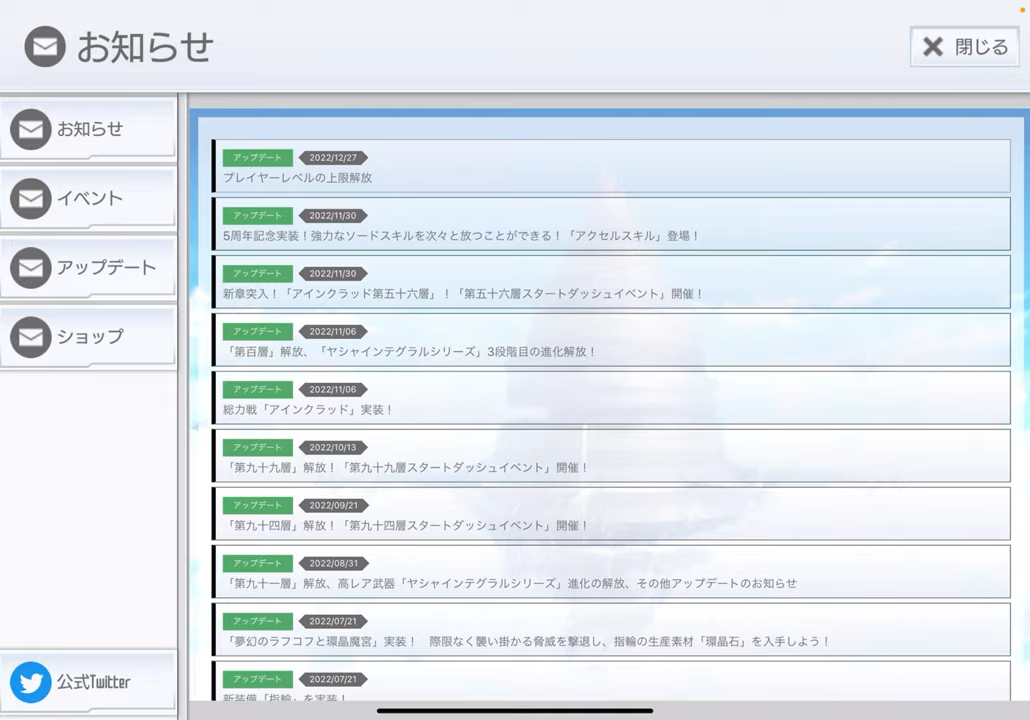 お知らせ
閉じる
お知らせ
イベント
アップデート
ショップ
公式Twitter
アップデート 2022/12/27
プレイヤーレベルの上限解放
アップデート 2022/11/30
5周年記念実装！強力なソードスキルを次々と放つことができる！「アクセルスキル」登場！
アップデート 2022/11/30
新章突入！「アインクラッド第五十六層」！「第五十六層スタートダッシュイベント」開催！
アップデート 2022/11/06
「第百層」解放、「ヤシャインテグラルシリーズ」3段階目の進化解放！
アップデート 2022/11/06
総力戦「アインクラッド」実装！
アップデート 2022/10/13
「第九十九層」解放！「第九十九層スタートダッシュイベント」開催！
アップデート 2022/09/21
「第九十四層」解放！「第九十四層スタートダッシュイベント」開催！
アップデート 2022/08/31
「第九十一層」解放、高レア武器「ヤシャインテグラルシリーズ」進化の解放、その他アップデートのお知らせ
アップデート 2022/07/21
「夢幻のラフコフと環晶魔宮」実装！　際限なく襲い掛かる脅威を撃退し、指輪の生産素材「環晶石」を入手しよう！
アップデート 2022/07/21
新装備「指輪」を実装！